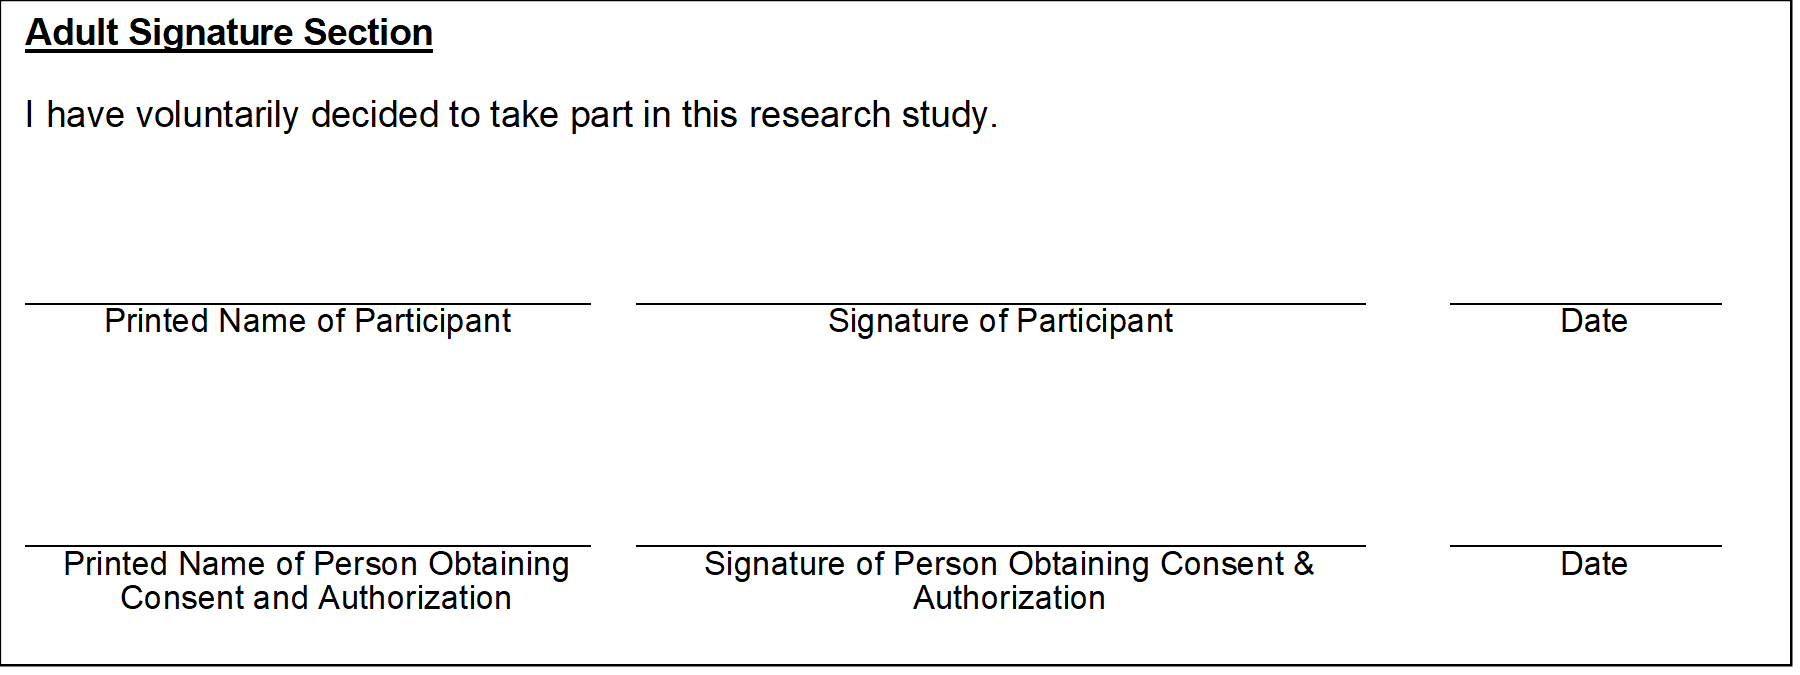 Adult Signature Section
I have voluntarily decided to take part in this research study.
Printed Name of Participant
Signature of Participant
Date
Printed Name of Person Obtaining
Consent and Authorization
Signature of Person Obtaining Consent &
Authorization
Date